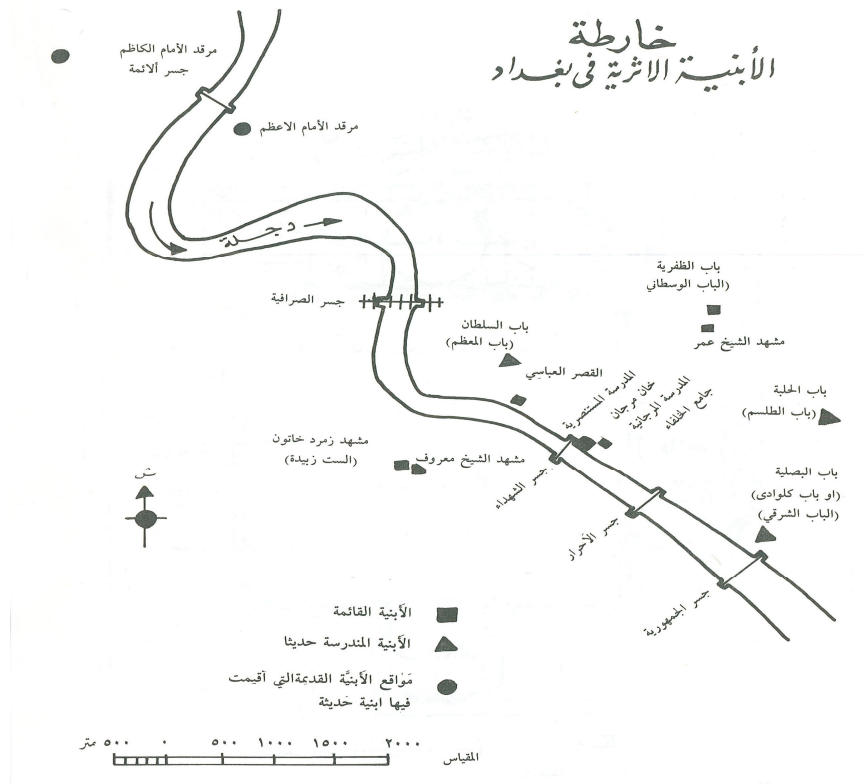 خارطة
الأبنية الاثرية في بغداد
مرقد الأمام الكاظم
جسر ألائمة
مرقد الأمام الاعظم
دجلة
باب الظفرية
(الباب الوسطاني
مشهد الشيخ عمر
جسر الصرافية
باب السلطان
(باب المعظم)
القصر العباسي
المدرسة المستنصرية
خان مرجان
المدرسة المرجانية
جامع الخلفاء
باب الحلبة
(باب الطلسم)
مشهد زمرد خاتون
(الست زبيدة)
مشهد الشيخ معروف
جسر الشهداء
باب البصلية
(او باب كلواذى
(الباب الشرقي)
ش
جسر الأحرار
جسر الجمهورية
الأبنية القائمة
الأبنية المندرسة حديثا
مواقع الأبنية القديمة التي أقيمت
فيها ابنية حديثة
متر ٥٠٠ ٠ ٥٠٠ ١٠٠٠ ١٥٠٠ ٢٠٠٠
المقياس